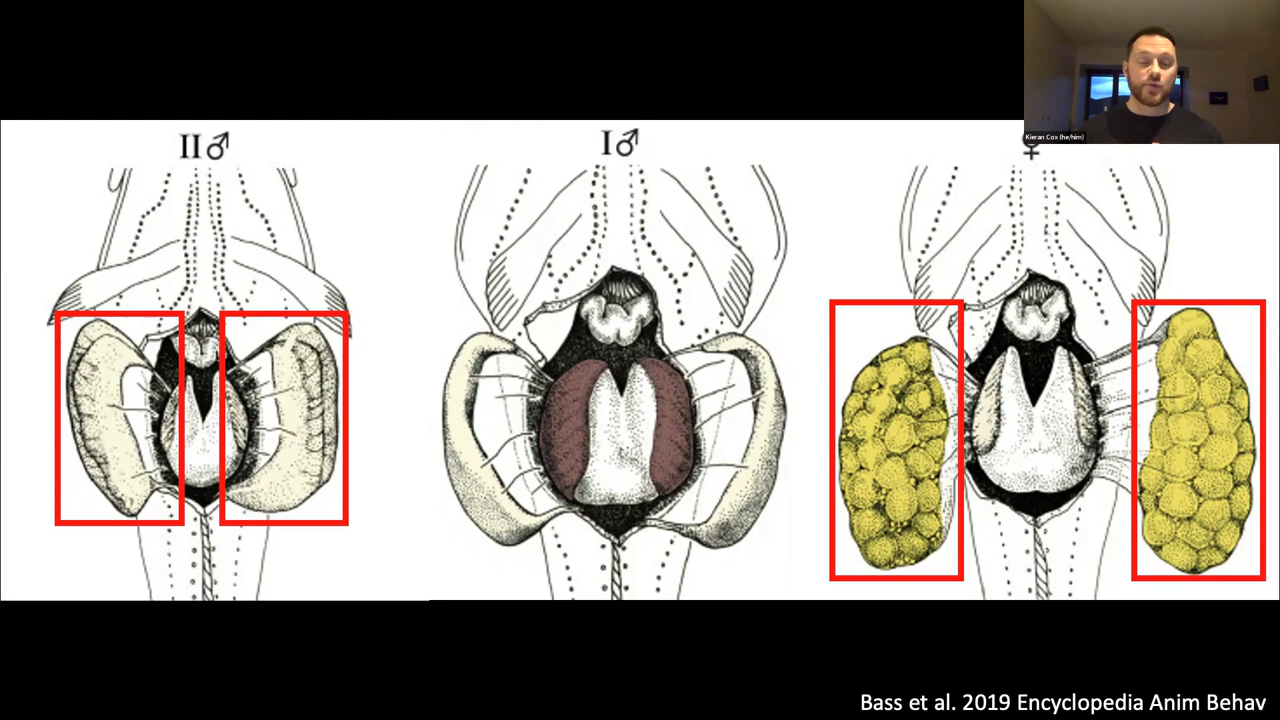 Kieran Cox (he/him)
II♂
I♂
♀
Bass et al. 2019 Encyclopedia Anim Behav